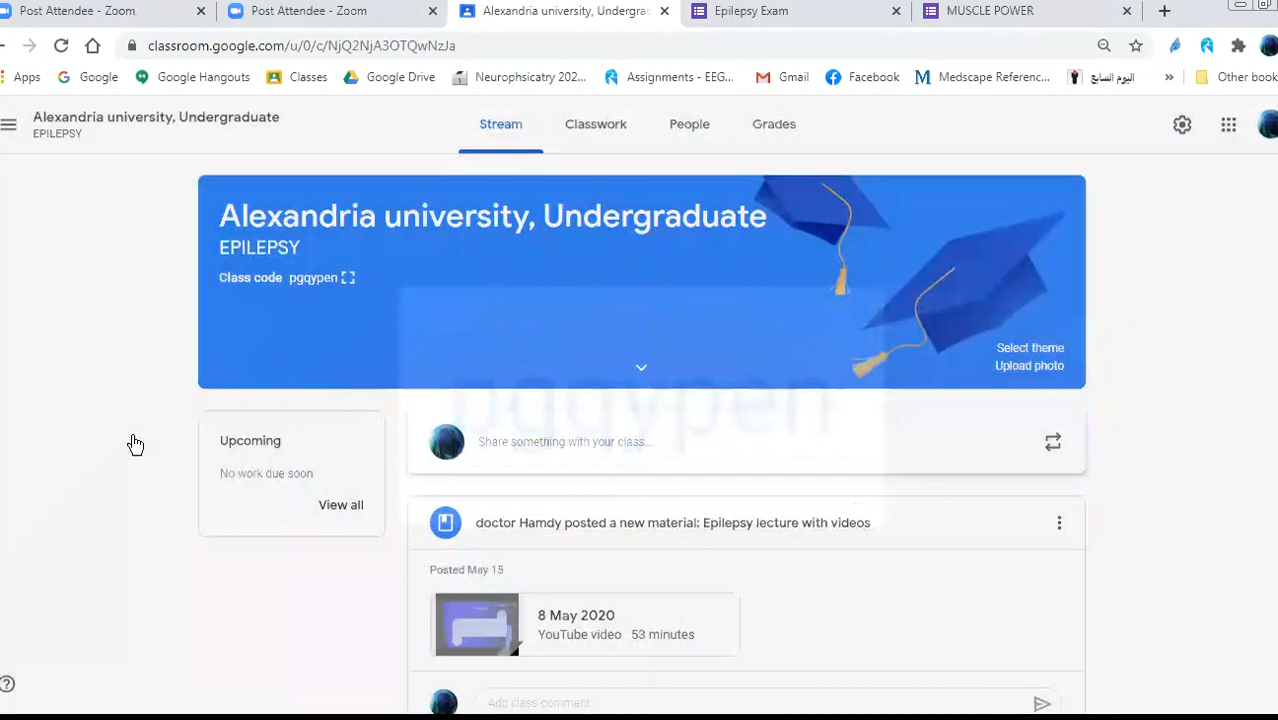 Post Attendee - Zoom
Post Attendee - Zoom
Alexandria university, Undergrac
Epilepsy Exam
MUSCLE POWER
classroom.google.com/u/0/c/NjQ2NjA3OTQwNzJa
Apps
Google
Google Hangouts
Classes
Google Drive
Neurophsicatry 202...
Assignments - EEG...
Gmail
Facebook
Medscape Referenc...
اليوم السابع
»
Other book
Alexandria university, Undergraduate
EPILEPSY
Stream
Classwork
People
Grades
Alexandria university, Undergraduate
EPILEPSY
Class code pgqypen
Select theme
Upload photo
pgqypen
Upcoming
No work due soon
View all
Share something with your class...
doctor Hamdy posted a new material: Epilepsy lecture with videos
Posted May 15
8 May 2020
YouTube video 53 minutes
Add class comment